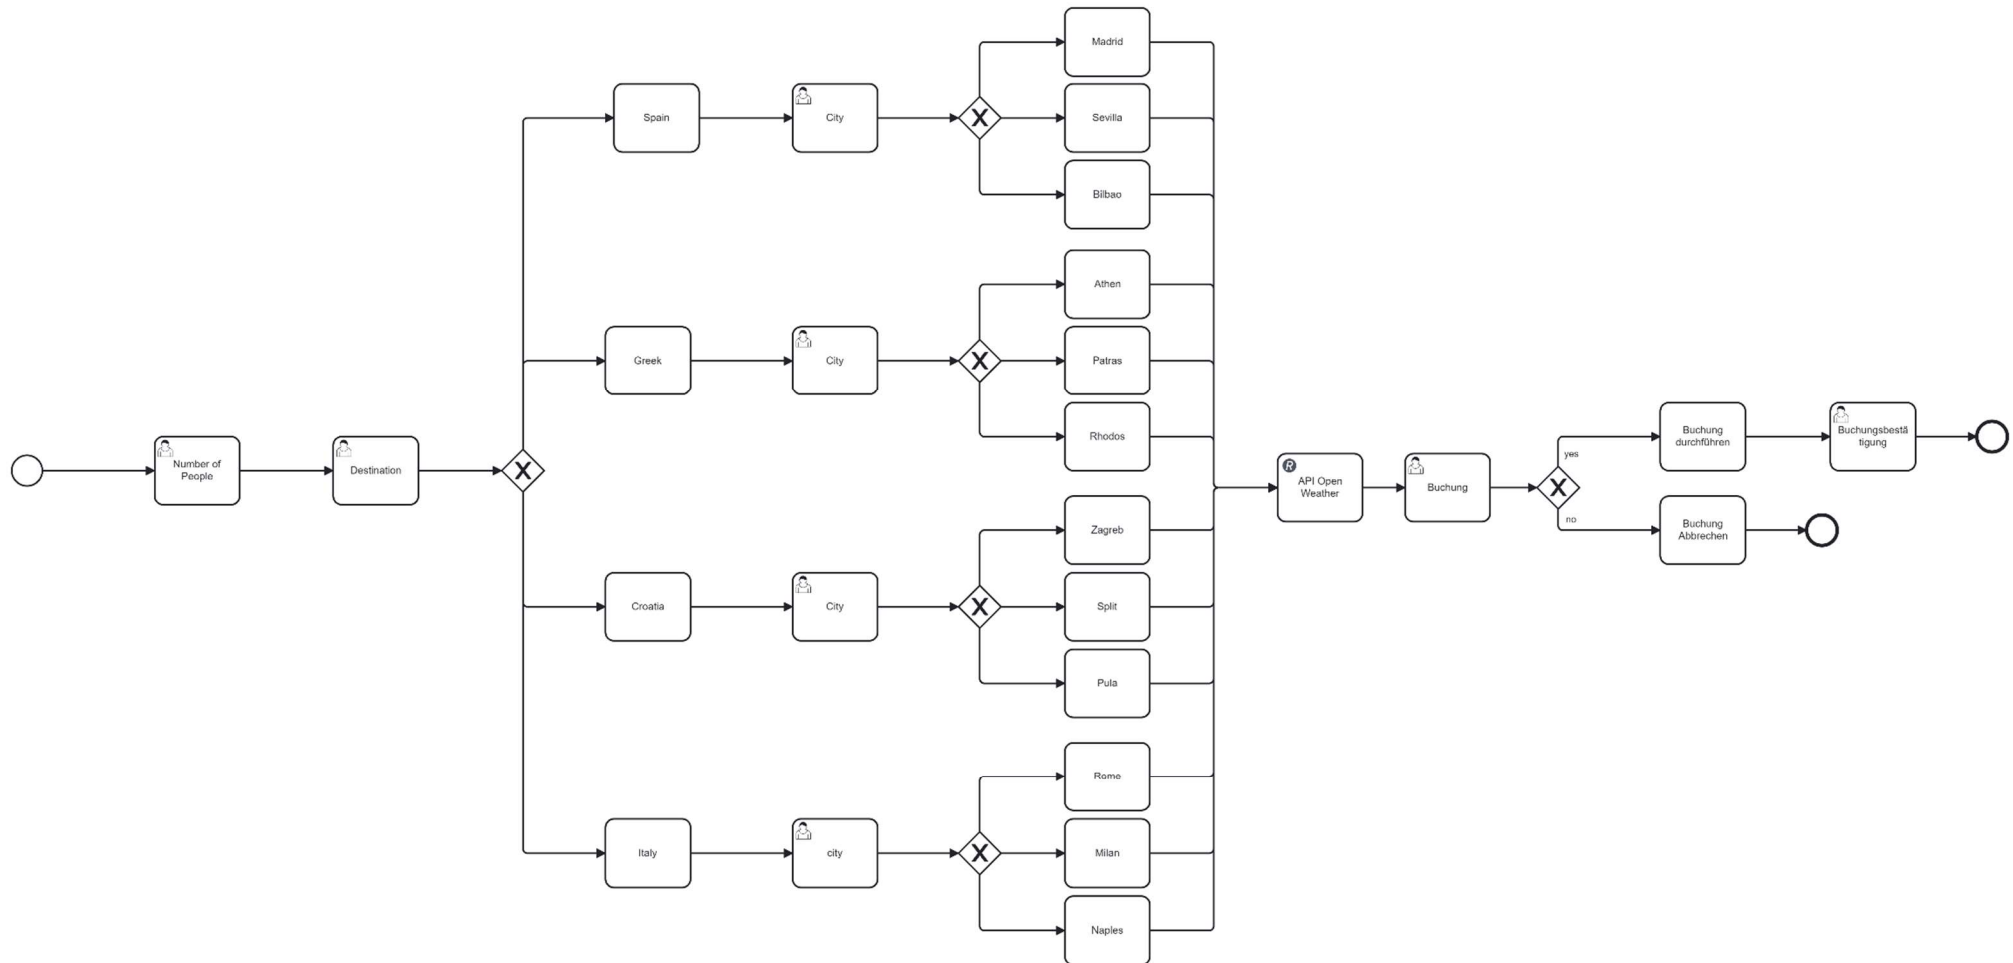 Number of
People
Destination
Spain
City
X
Madrid
Sevilla
Bilbao
X
Greek
City
X
Athen
Patras
Rhodos
Croatia
City
X
Zagreb
Split
Pula
Italy
city
X
Rome
Milan
Naples
R
API Open
Weather
Buchung
X
yes
no
Buchung
durchführen
Buchungsbestä
tigung
Buchung
Abbrechen